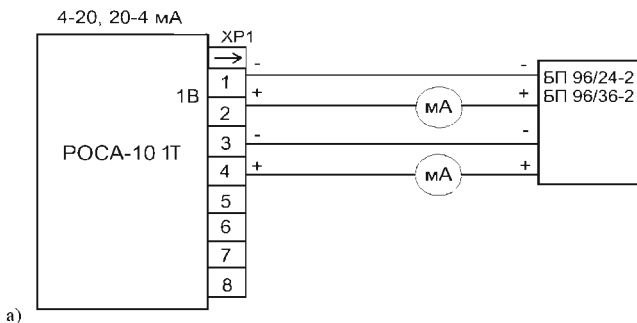 4-20, 20-4 мА
XP1
1В
РОСА-10 1Т
1
2
3
4
5
6
7
8
- -
+ мА +
- -
+ мА +
БП 96/24-2
БП 96/36-2
а)